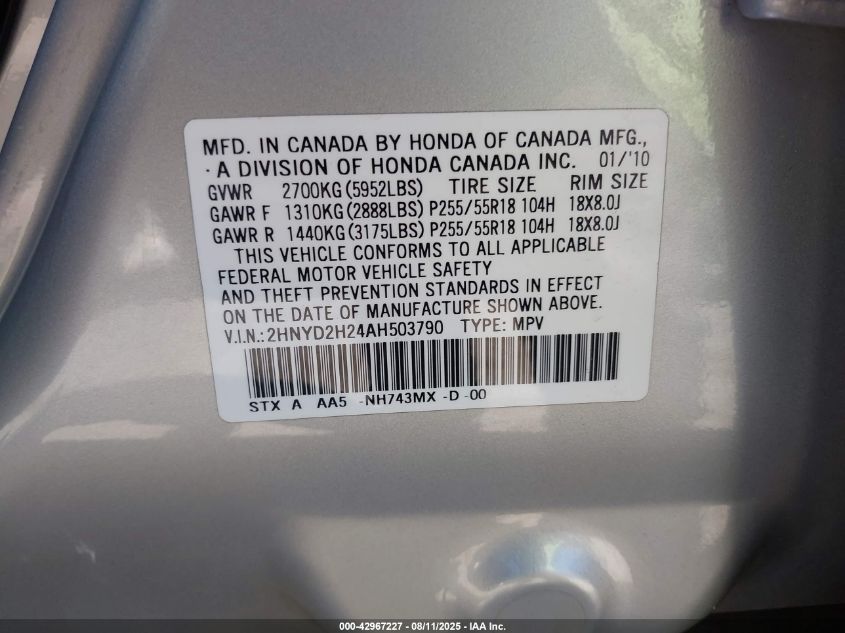 MFD. IN CANADA BY HONDA OF CANADA MFG.,
· A DIVISION OF HONDA CANADA INC. 01/'10
GVWR 2700KG(5952LBS) TIRE SIZE RIM SIZE
GAWR F 1310KG(2888LBS) P255/55R18 104H 18X8.0J
GAWR R 1440KG(3175LBS) P255/55R18 104H 18X8.0J
THIS VEHICLE CONFORMS TO ALL APPLICABLE
FEDERAL MOTOR VEHICLE SAFETY
AND THEFT PREVENTION STANDARDS IN EFFECT
ON THE DATE OF MANUFACTURE SHOWN ABOVE.
V.I.N.:2HNYD2H24AH503790 TYPE: MPV
STX A AA5 -NH743MX -D -00
000-42967227 - 08/11/2025 - IAA Inc.